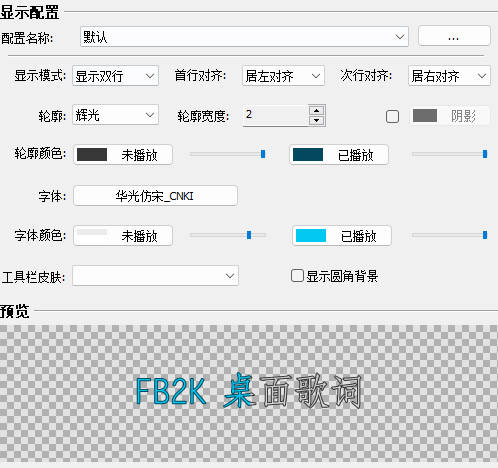 显示配置
配置名称: 默认 ...
显示模式: 显示双行 首行对齐: 居左对齐 次行对齐: 居右对齐
轮廓: 辉光 轮廓宽度: 2 阴影
轮廓颜色: 未播放 已播放
字体: 华光仿宋_CNKI
字体颜色: 未播放 已播放
工具栏皮肤: 显示圆角背景
预览
FB2K 桌面歌词